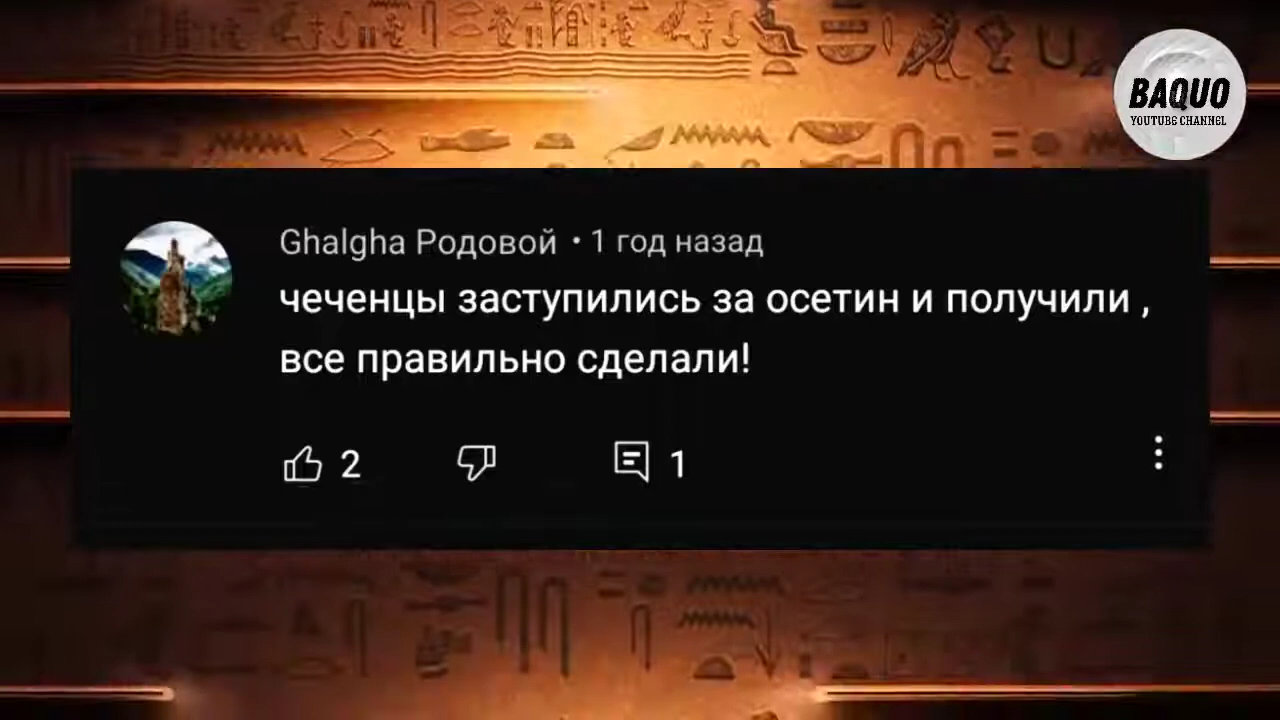 BAQUO
YOUTUBE CHANNEL
Ghalgha Родовой • 1 год назад
чеченцы заступились за осетин и получили ,
все правильно сделали!
2
1